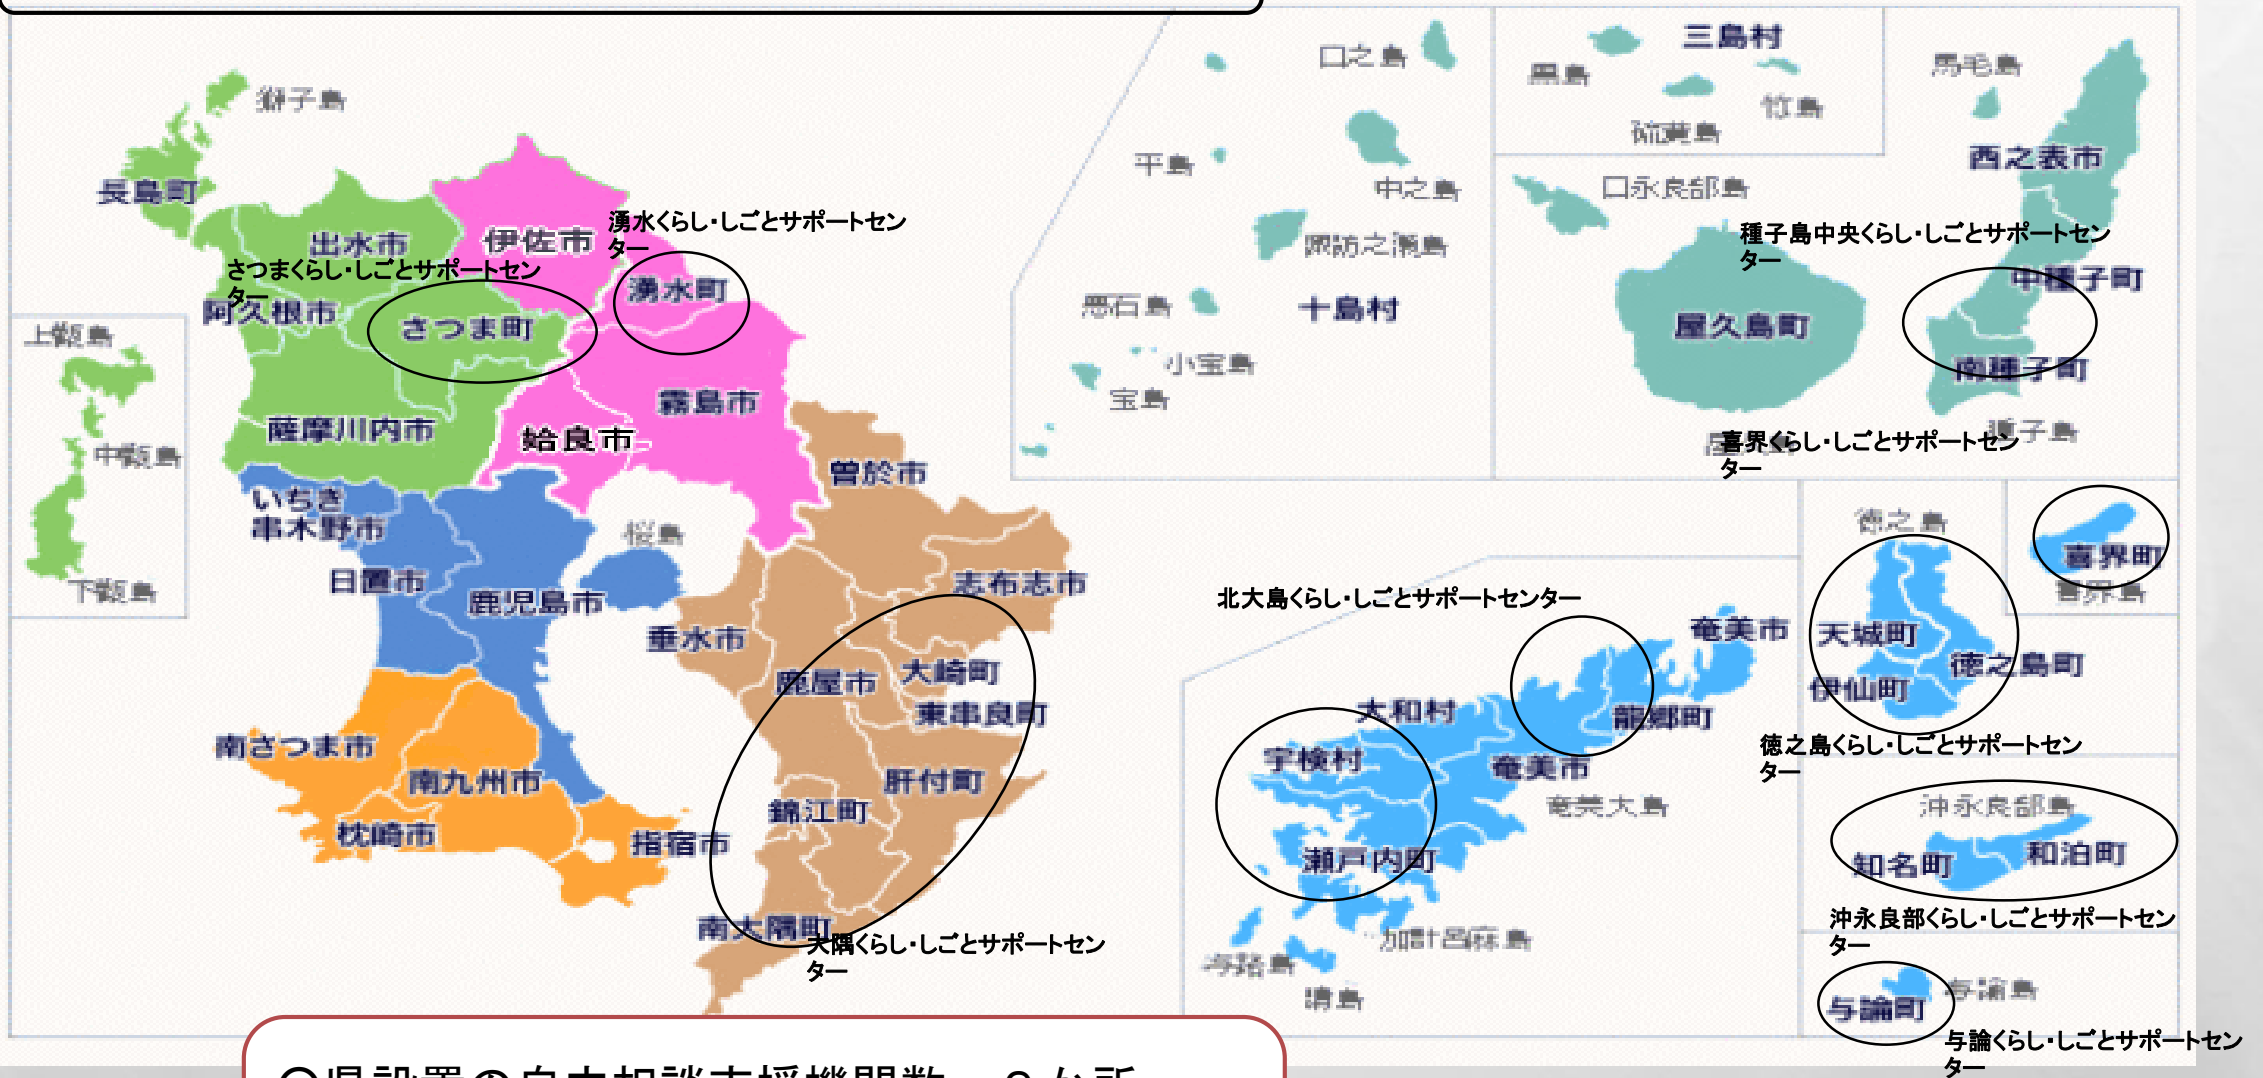 獅子島
長島町
出水市
伊佐市
湧水くらし・しごとサポートセン
ター
さつまくらし・しごとサポートセン
ター
阿久根市
さつま町
湧水町
上甑島
中甑島
下甑島
薩摩川内市
姶良市
霧島市
曽於市
いちき
串木野市
日置市
鹿児島市
桜島
垂水市
志布志市
鹿屋市
大崎町
東串良町
南さつま市
南九州市
枕崎市
指宿市
肝付町
錦江町
南大隅町
大隅くらし・しごとサポートセン
ター
口之島
平島
中之島
諏訪之瀬島
悪石島
十島村
小宝島
宝島
三島村
黒島
硫黄島
竹島
馬毛島
西之表市
口永良部島
種子島中央くらし・しごとサポートセン
ター
中種子町
屋久島町
南種子町
種子島
喜界くらし・しごとサポートセン
ター
喜界町
喜界島
徳之島
天城町
徳之島町
伊仙町
徳之島くらし・しごとサポートセン
ター
北大島くらし・しごとサポートセンター
奄美市
龍郷町
大和村
宇検村
奄美市
奄美大島
瀬戸内町
加計呂麻島
与路島
請島
沖永良部島
知名町
和泊町
沖永良部くらし・しごとサポートセン
ター
与論町
与論島
与論くらし・しごとサポートセン
ター